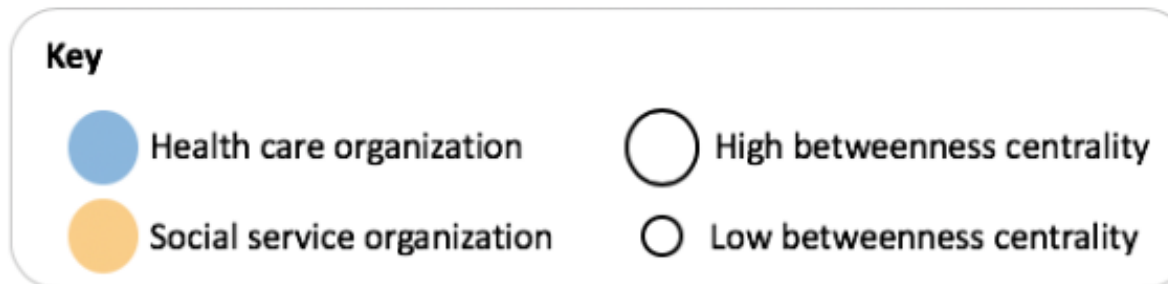 Key
Health care organization
High betweenness centrality
Social service organization
Low betweenness centrality